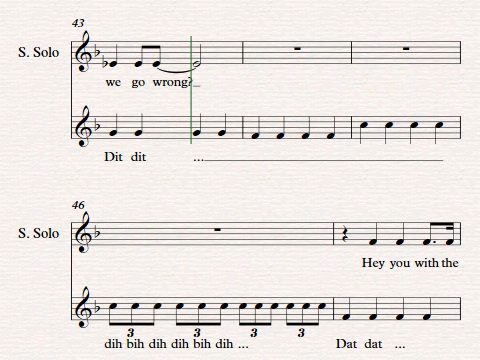 43
S. Solo
we go wrong?_
Dit dit ...
46
S. Solo
Hey you with the
3 3 3 3
dih bih dih dih bih dih ... Dat dat ...